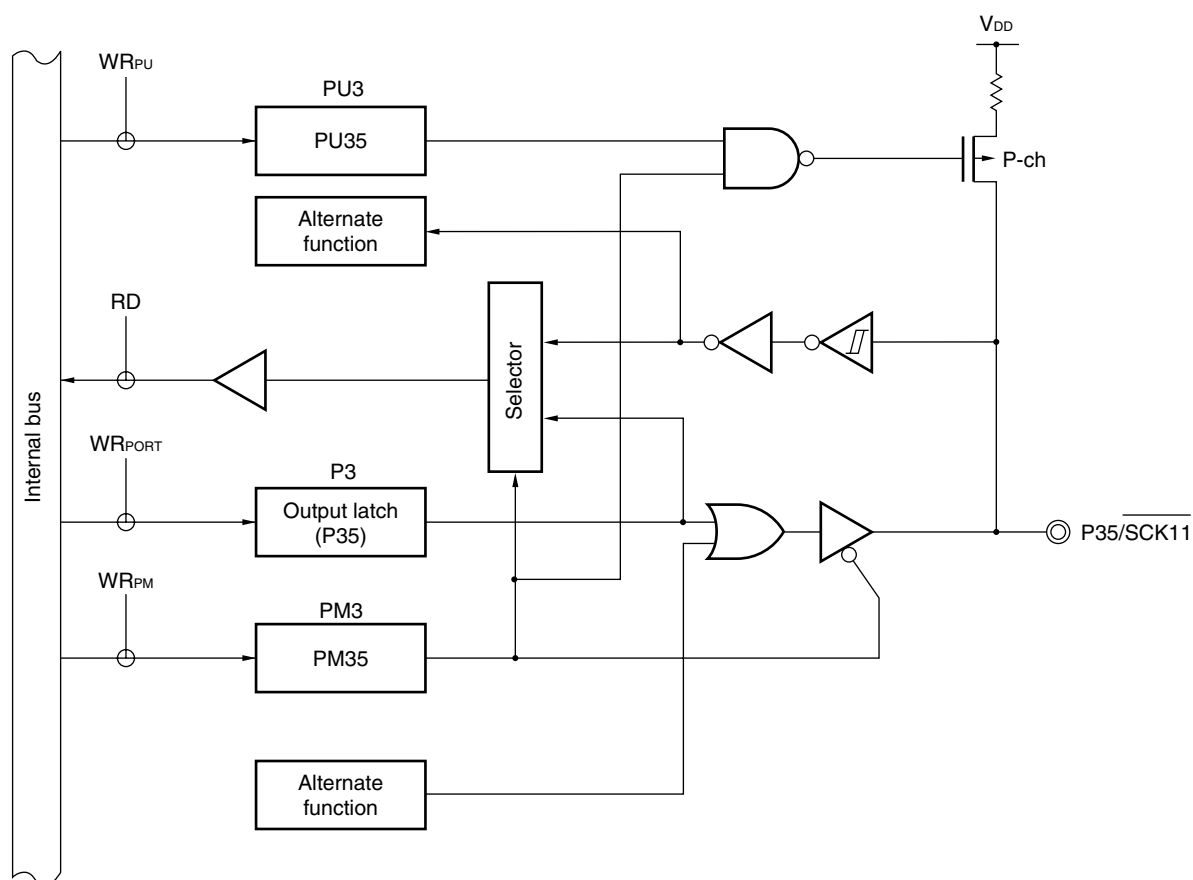 VDD
WRPU
PU3
PU35
P-ch
Alternate
function
RD
Selector
Internal bus
WRPORT
P3
Output latch
(P35)
P35/SCK11
WRPM
PM3
PM35
Alternate
function